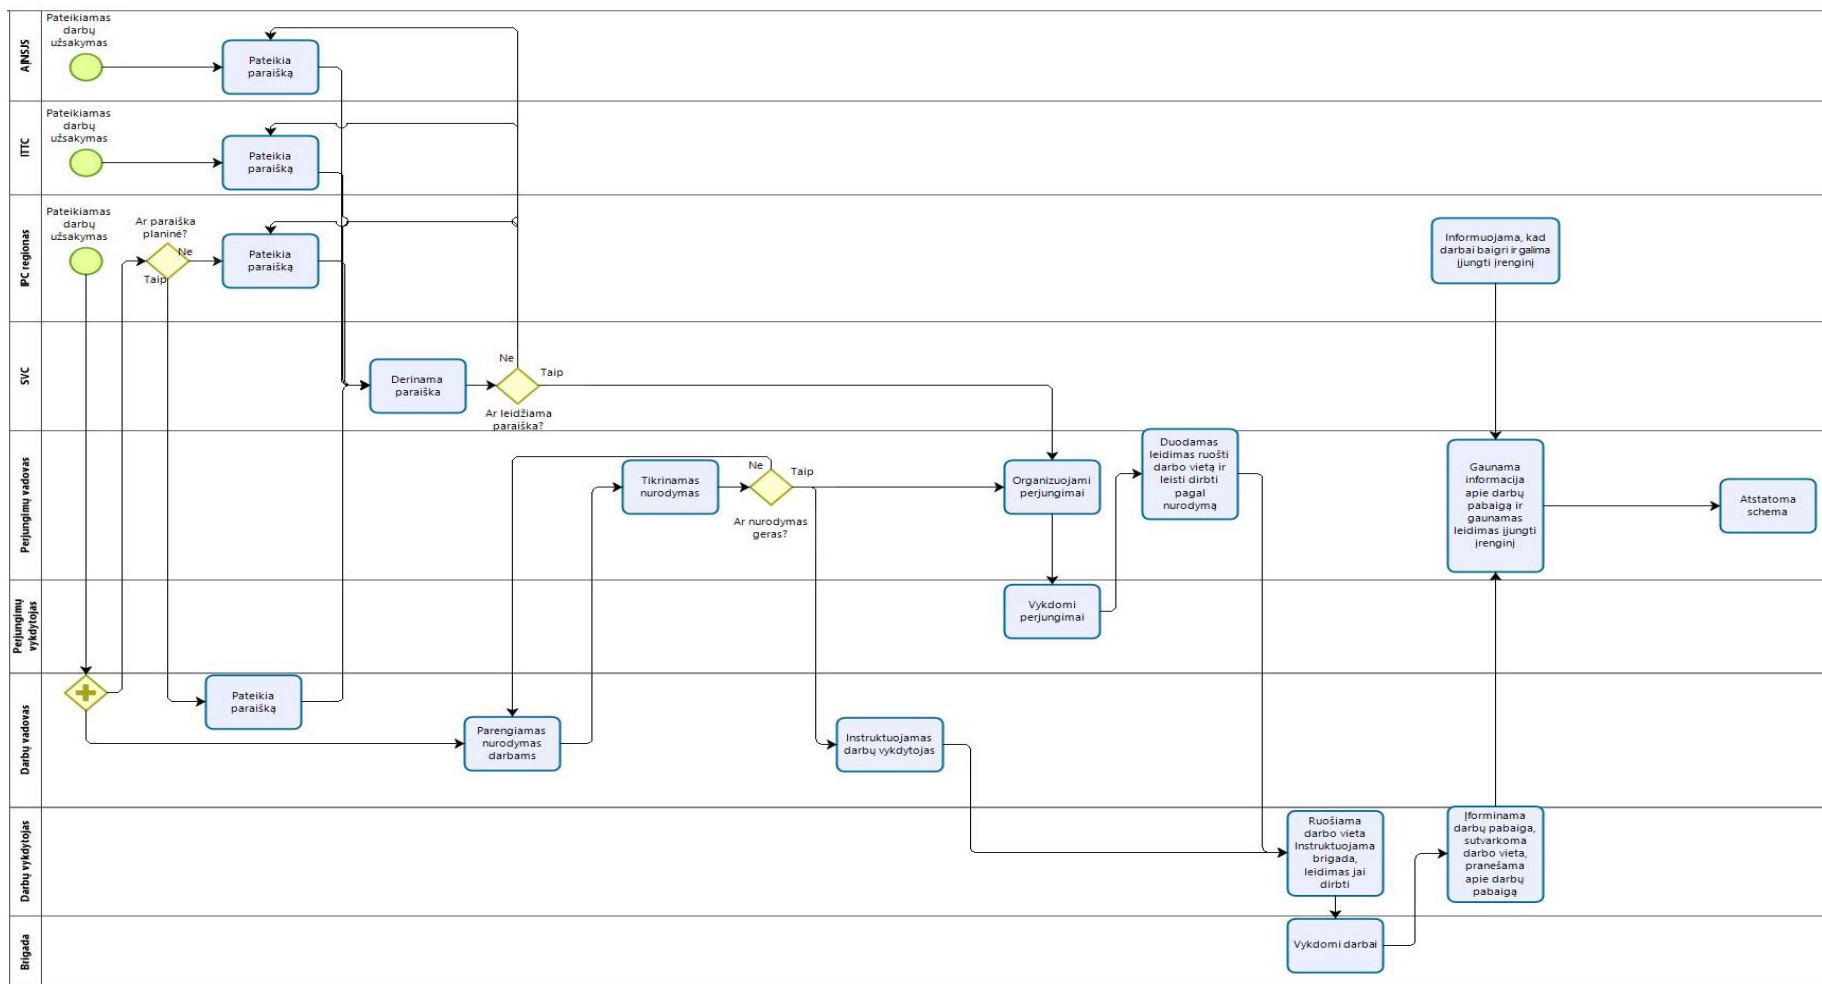 AĮNSJS
Pateikiamas
darbų
užsakymas
Pateikia
paraišką
ITTC
Pateikiamas
darbų
užsakymas
Pateikia
paraišką
IPC regionas
Pateikiamas
darbų
užsakymas
Ar paraiška
planinė?
Ne
Taip
Pateikia
paraišką
Informuojama, kad
darbai baigri ir galima
įjungti įrenginį
SVC
Derinama
paraiška
Ne
Taip
Ar leidžiama
paraiška?
Perjungimų vadovas
Tikrinamas
nurodymas
Ne
Taip
Ar nurodymas
geras?
Organizuojami
perjungimai
Duodamas
leidimas ruošti
darbo vietą ir
leisti dirbti
pagal
nurodymą
Gaunama
informacija
apie darbų
pabaigą ir
gaunamas
leidimas įjungti
įrenginį
Atstatoma
schema
Perjungimų
vykdytojas
Vykdomi
perjungimai
Darbų vadovas
Pateikia
paraišką
Parengiamas
nurodymas
darbams
Instruktuojamas
darbų vykdytojas
Darbų vykdytojas
Ruošiama
darbo vieta
Instruktuojama
brigada,
leidimas jai
dirbti
Įforminama
darbų pabaiga,
sutvarkoma
darbo vieta,
pranešama
apie darbų
pabaigą
Brigada
Vykdomi darbai